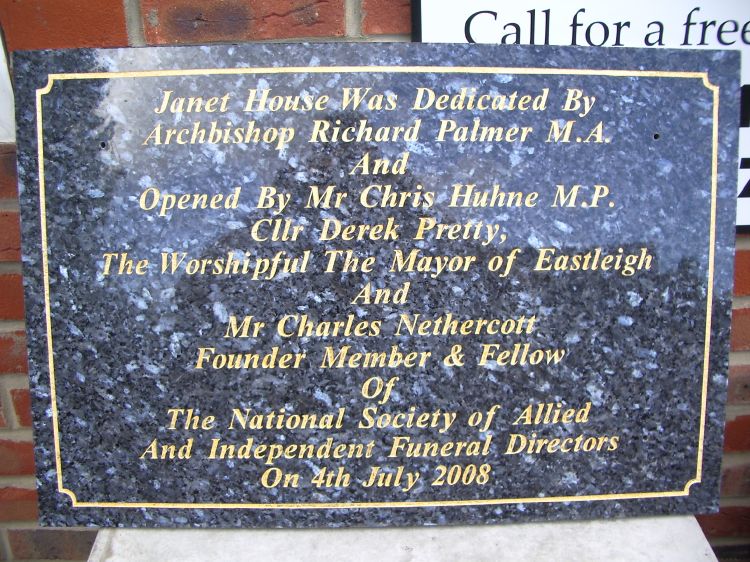 Call for a free
Janet House Was Dedicated By
Archbishop Richard Palmer M.A.
And
Opened By Mr Chris Huhne M.P.
Cllr Derek Pretty,
The Worshipful The Mayor of Eastleigh
And
Mr Charles Nethercott
Founder Member & Fellow
Of
The National Society of Allied
And Independent Funeral Directors
On 4th July 2008